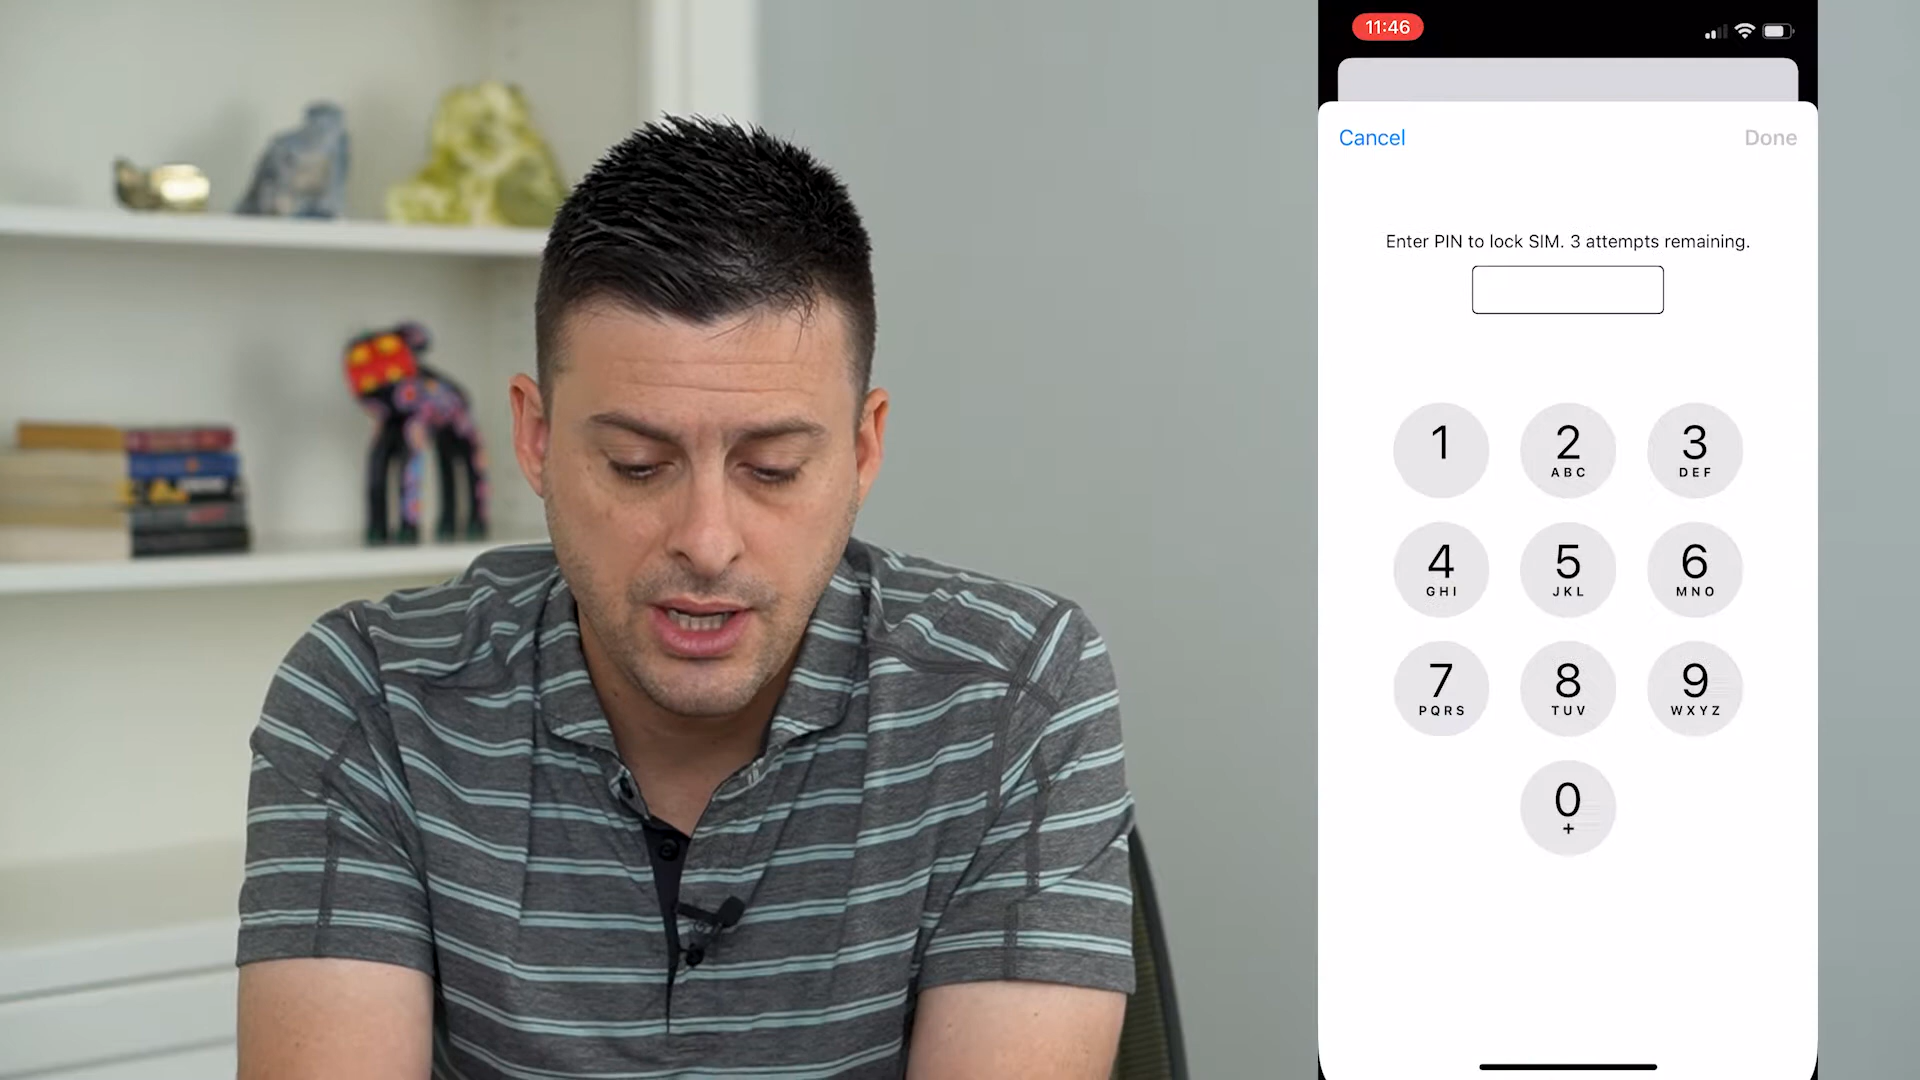 11:46
Cancel
Done
Enter PIN to lock SIM. 3 attempts remaining.
1
2
ABC
3
DEF
4
GHI
5
JKL
6
MNO
7
PQRS
8
TUV
9
WXYZ
0
+